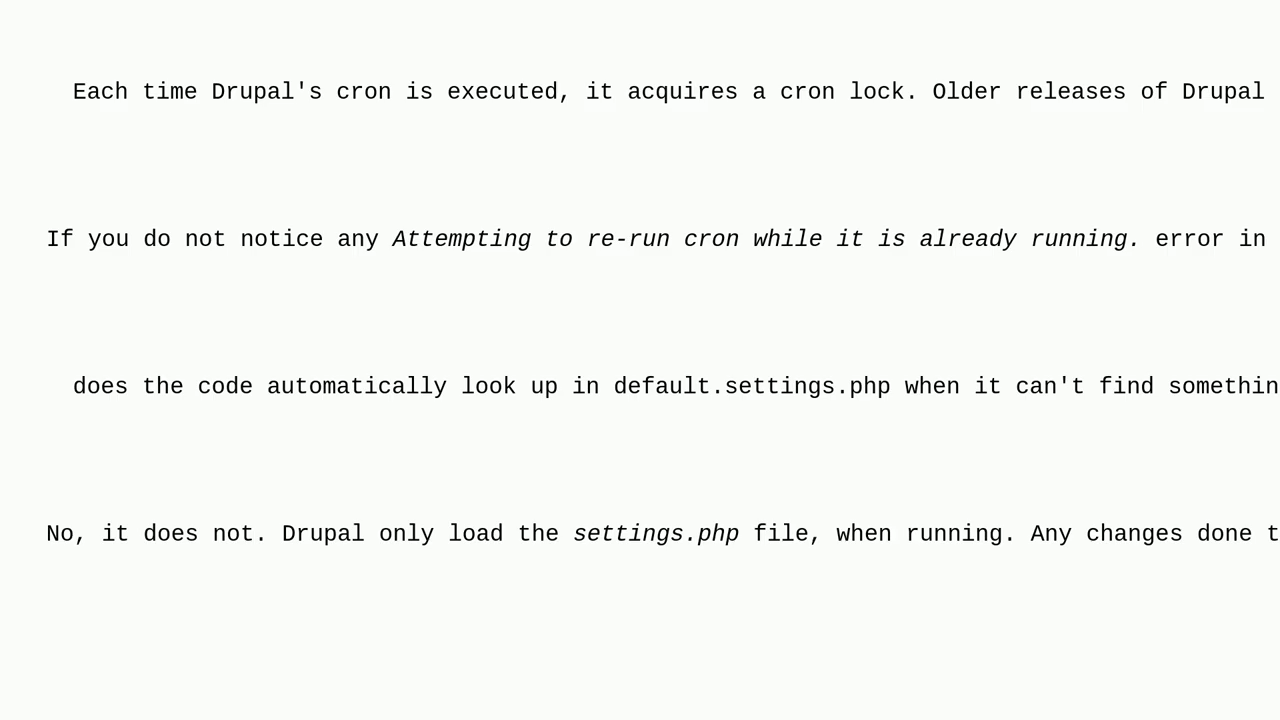 Each time Drupal's cron is executed, it acquires a cron lock. Older releases of Drupal
If you do not notice any Attempting to re-run cron while it is already running. error in
does the code automatically look up in default.settings.php when it can't find somethin
No, it does not. Drupal only load the settings.php file, when running. Any changes done t